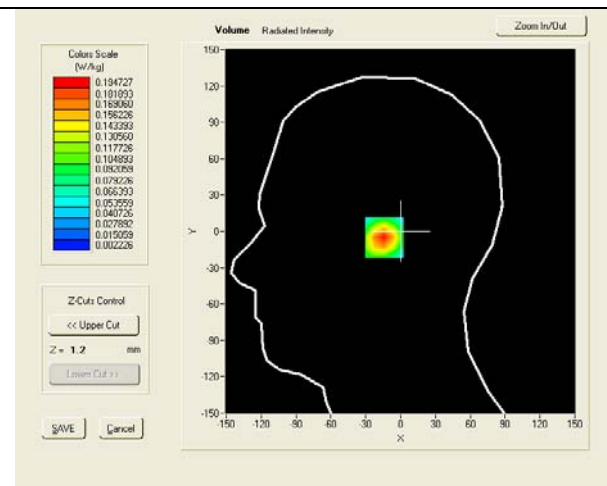 Volume Radiated Intensity
Zoom In/Out
Colors Scale
(W/kg)
0.194727
0.181893
0.169060
0.156226
0.143393
0.130560
0.117726
0.104893
0.092059
0.079226
0.066393
0.053559
0.040726
0.027892
0.015059
0.002226
Z-Cuts Control
<< Upper Cut
Z = 1.2 mm
Lower Cut >>
SAVE Cancel
150
90
60
30
0
-30
-60
-90
-120
-150
Y
-150 -120 -90 -60 -30 0 30 60 90 120 150
X